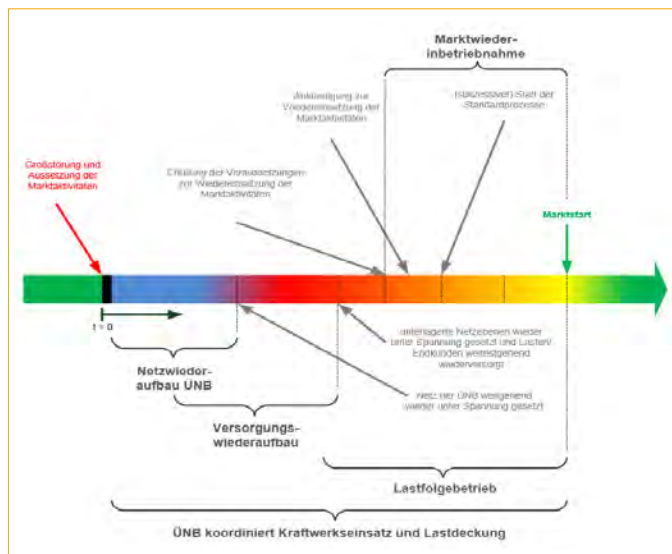 Marktwieder-
inbetriebnahme
Ankündigung zur
Wiedereinsetzung der
Marktaktivitäten
(sukzessiver) Start der
Standardprozesse
Großstörung und
Aussetzung der
Marktaktivitäten
Erfüllung der Voraussetzungen
zur Wiedereinsetzung der
Marktaktivitäten
Marktstart
t = 0
unterlagerte Netzebenen wieder
unter Spannung gesetzt und Lasten/
Endkunden weitestgehend
wiederversorgt
Netzwieder-
aufbau ÜNB
Netz der ÜNB weitgehend
wieder unter Spannung gesetzt
Versorgungs-
wiederaufbau
Lastfolgebetrieb
ÜNB koordiniert Kraftwerkseinsatz und Lastdeckung